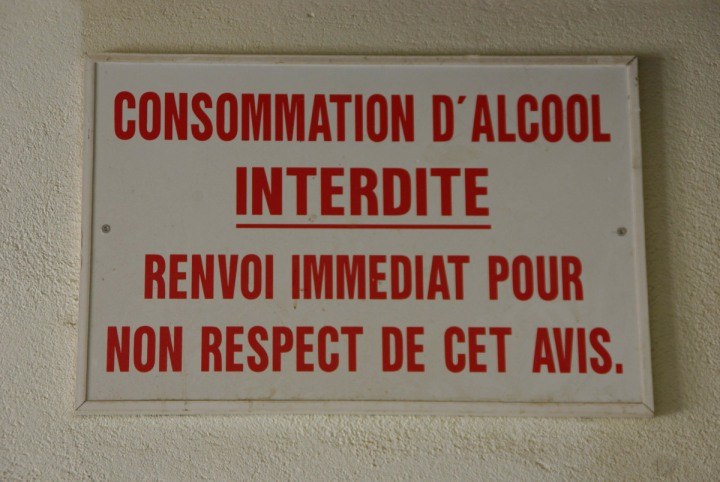 CONSOMMATION D'ALCOOL
INTERDITE
RENVOI IMMEDIAT POUR
NON RESPECT DE CET AVIS.